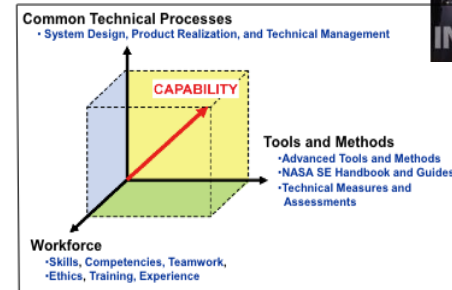 Common Technical Processes
• System Design, Product Realization, and Technical Management
CAPABILITY
Tools and Methods
•Advanced Tools and Methods
•NASA SE Handbook and Guides
•Technical Measures and
Assessments
Workforce
•Skills, Competencies, Teamwork,
•Ethics, Training, Experience